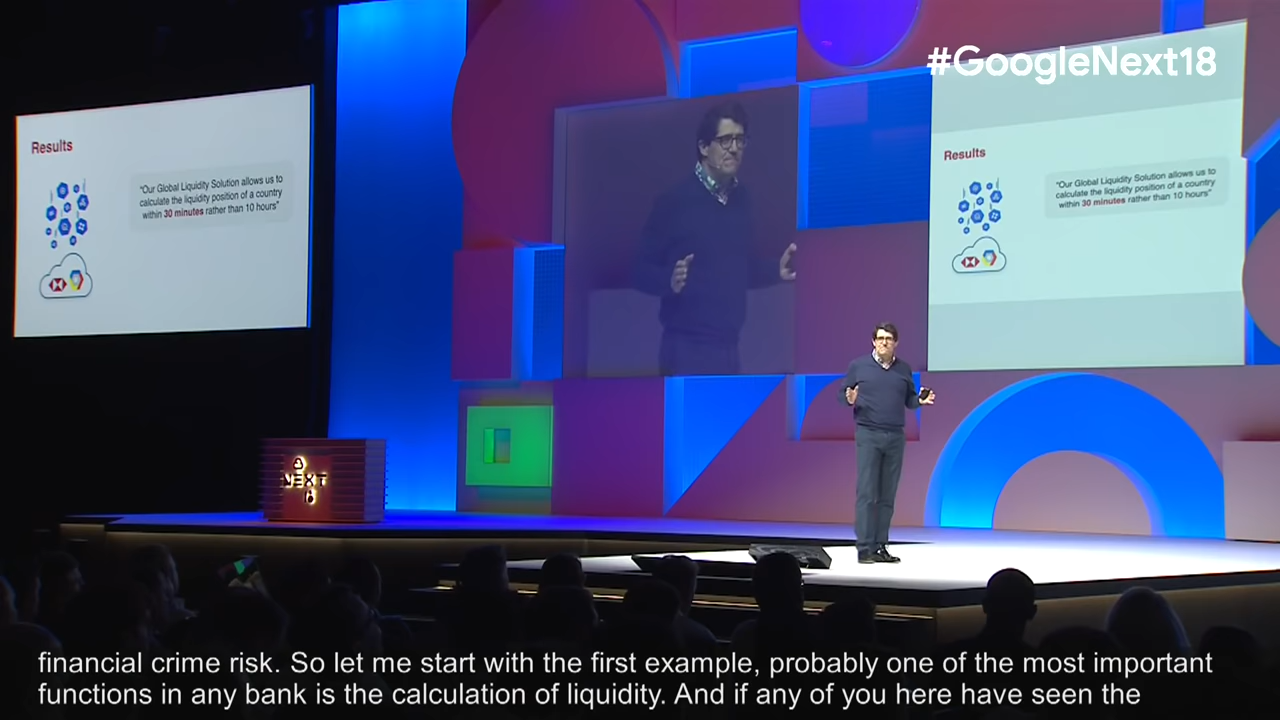 #GoogleNext18
Results
"Our Global Liquidity Solution allows us to
calculate the liquidity position of a country
within 30 minutes rather than 10 hours"
Results
"Our Global Liquidity Solution allows us to
calculate the liquidity position of a country
within 30 minutes rather than 10 hours"
NEXT
18
financial crime risk. So let me start with the first example, probably one of the most important
functions in any bank is the calculation of liquidity. And if any of you here have seen the